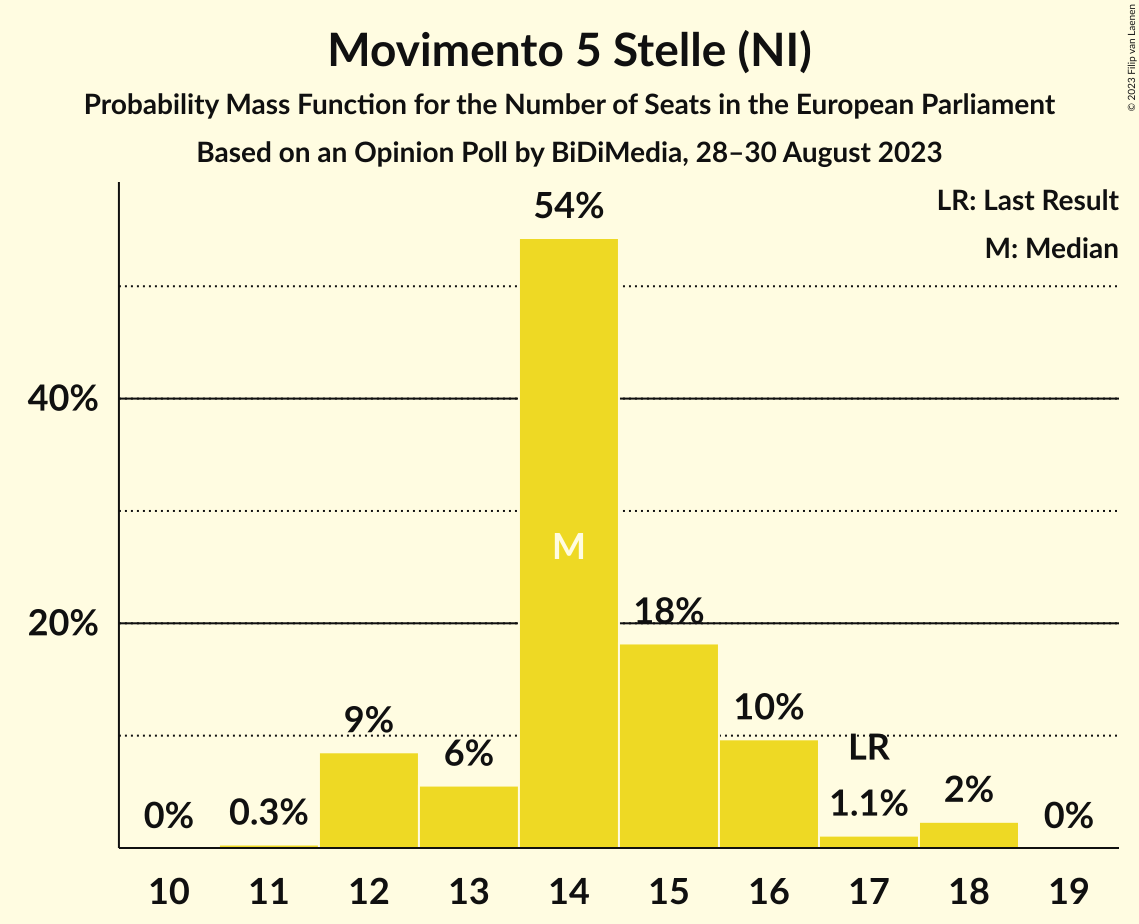 Movimento 5 Stelle (NI)
Probability Mass Function for the Number of Seats in the European Parliament
Based on an Opinion Poll by BiDiMedia, 28–30 August 2023
© 2023 Filip van Laenen
LR: Last Result
M: Median
54%
40%
M
20%
18%
9%
6%
10%
LR
0%
0.3%
1.1%
2%
0%
10 11 12 13 14 15 16 17 18 19